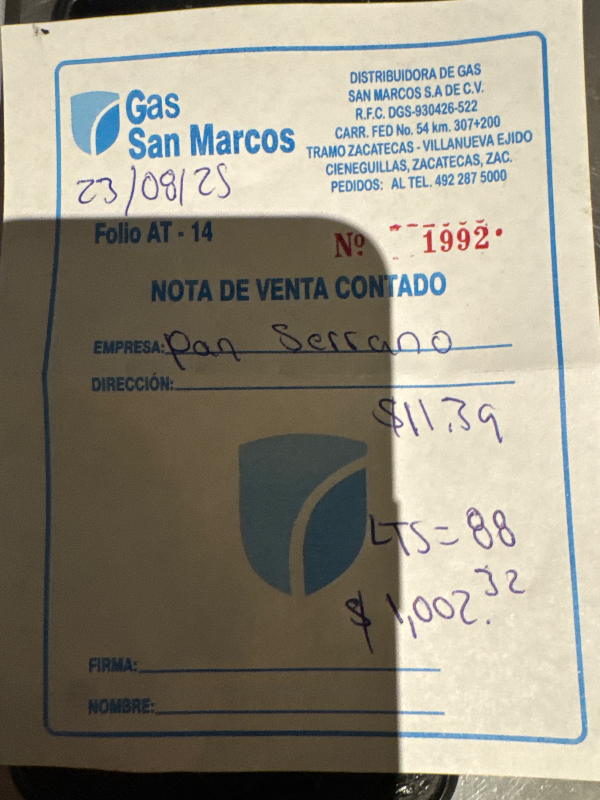 Gas
San Marcos
DISTRIBUIDORA DE GAS
SAN MARCOS S.A DE C.V.
R.F.C. DGS-930426-522
CARR. FED No. 54 km. 307+200
TRAMO ZACATECAS - VILLANUEVA EJIDO
CIENEGUILLAS, ZACATECAS, ZAC.
PEDIDOS: AL TEL. 492 287 5000
23/08/25
Folio AT - 14
Nº 1992
NOTA DE VENTA CONTADO
EMPRESA: Pan Serrano
DIRECCIÓN:
$11.39
LTS = 88
$1,002.32
FIRMA:
NOMBRE: